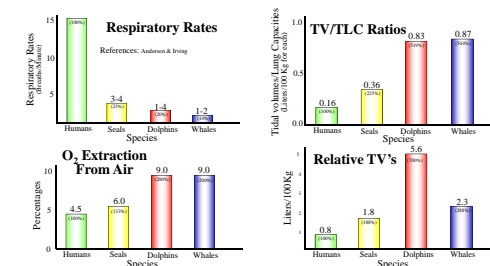 Respiratory Rates
References: Andersen & Irving
Respiratory Rates
(Breaths/Minute)
15
10
5
(100%)
3-4
(23%)
1-4
(20%)
1-2
(10%)
Humans Seals Dolphins Whales
Species
TV/TLC Ratios
Tidal volumes/Lung Capacities
(Liters/100 Kg for each)
1.0
0.5
0.0
0.16
(100%)
0.36
(225%)
0.83
(519%)
0.87
(544%)
Humans Seals Dolphins Whales
Species
O2 Extraction
From Air
Percentages
10
5
0
4.5
(100%)
6.0
(133%)
9.0
(200%)
9.0
(200%)
Humans Seals Dolphins Whales
Species
Relative TV's
Liters/100Kg
5
4
3
2
1
0.8
(100%)
1.8
5.6
(700%)
2.3
(288%)
Humans Seals Dolphins Whales
Species